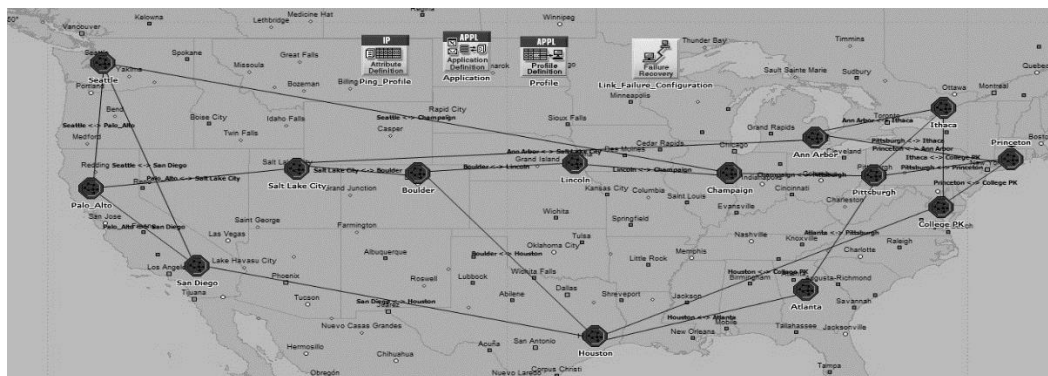 Medicine Hat
Winnipeg
Kelowna
Lethbridge
Vancouver
IP
APPL
APPL
Timmins
Thunder Bay
Seattle
Spokane
Great Falls
Attribute
Definition
Application
Definition
Profile
Definition
Failure
Recovery
Missoula
Sault Sainte Marie
Sudbury
Seattle
Yakima
Ping_Profile
Application
Profile
Link_Failure_Configuration
Portland
Bozeman
Billing
Ottawa
Montreal
Minneapolis
Bend
Rapid City
Ithaca
Boise City
Idaho Falls
Seattle <-> Champaign
Sioux Falls
Toronto
Ann Arbor <-> Ithaca
Seattle <-> Palo_Alto
Casper
Grand Rapids
Medford
Twin Falls
Pittsburgh <-> Ithaca
Princeton
Ann Arbor
Cedar Rapids
Chicago
Princeton <-> Ann Arbor
Cleveland
Ann Arbor <-> Salt Lake City
Des Moines
Redding
Seattle <-> San Diego
Grand Island
Ithaca <-> College PK
Boulder <-> Lincoln
Pittsburgh <-> Princeton
Palo_Alto <-> Salt Lake City
Salt Lake City <-> Boulder
Lincoln <-> Champaign
Salt Lake City
Boulder
Lincoln
Champaign
Pittsburgh
Princeton <-> College PK
Grand Junction
Kansas City
Columbia
Cincinnati
Palo_Alto
Saint Louis
Evansville
Charleston
San Jose
Saint George
Wichita
Springfield
College PK
Palo_Alto <-> San Diego
Farmington
Las Vegas
Tulsa
Nashville
Knoxville
Raleigh
Atlanta <-> Pittsburgh
Oklahoma City
Charlotte
Albuquerque
Boulder <-> Houston
Memphis
Lake Havasu City
Little Rock
Los Angeles
Phoenix
Roswell
Lubbock
Wichita Falls
Houston <-> College PK
Birmingham
Augusta-Richmond
San Diego
Tijuana
Tucson
San Diego <-> Houston
Abilene
Dallas
Shreveport
Jackson
Savannah
Atlanta
Houston <-> Atlanta
Mobile
Nuevo Casas Grandes
New Orleans
Tallahassee
Jacksonville
Hermosillo
Acuña
San Antonio
Houston
Chihuahua
Tampa
Obregón
Nuevo Laredo
Corpus Christi